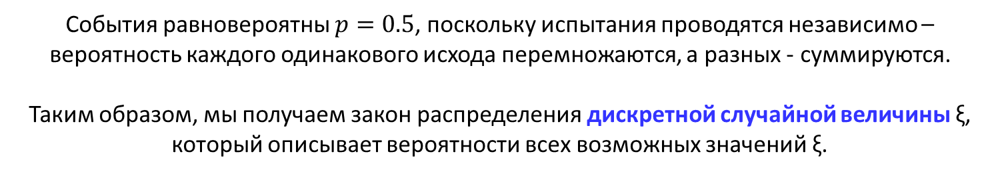 События равновероятны p = 0.5, поскольку испытания проводятся независимо –
вероятность каждого одинакового исхода перемножаются, а разных - суммируются.
Таким образом, мы получаем закон распределения дискретной случайной величины ξ,
который описывает вероятности всех возможных значений ξ.